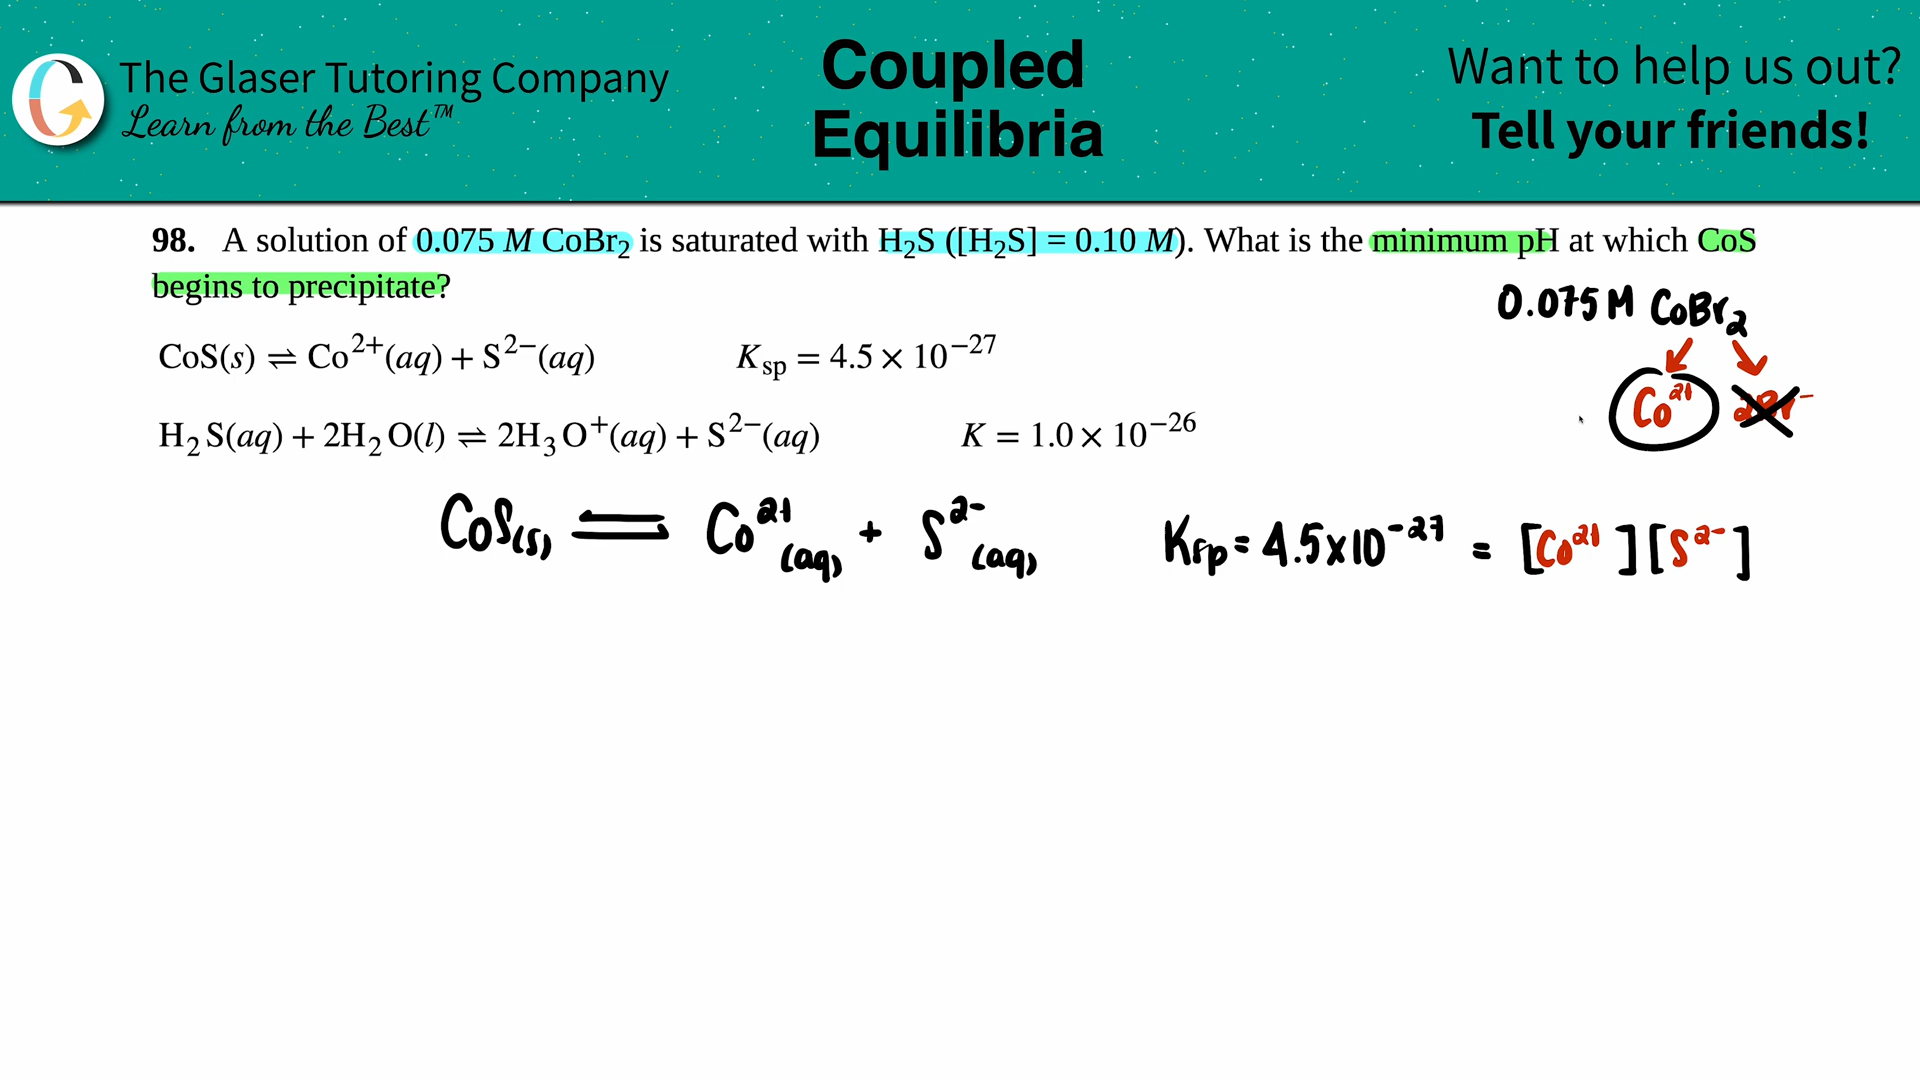 The Glaser Tutoring Company
Learn from the Best™
Coupled
Equilibria
Want to help us out?
Tell your friends!
98. A solution of 0.075 M CoBr₂ is saturated with H₂S ([H₂S] = 0.10 M). What is the minimum pH at which CoS
begins to precipitate?
0.075 M CoBr₂
CoS(s) ⇌ Co²⁺(aq) + S²⁻(aq) Ksp = 4.5 × 10⁻²⁷
Co²⁺ 2Br⁻
H₂S(aq) + 2H₂O(l) ⇌ 2H₃O⁺(aq) + S²⁻(aq) K = 1.0 × 10⁻²⁶
CoS(s) ⇌ Co²⁺(aq) + S²⁻(aq) Ksp = 4.5x10⁻²⁷ = [Co²⁺][S²⁻]